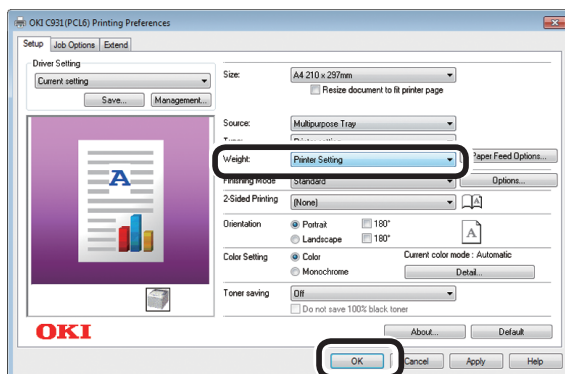 OKI C931(PCL6) Printing Preferences
Setup Job Options Extend
Driver Setting
Current setting
Save... Management...
Size: A4 210 x 297mm
Resize document to fit printer page
Source: Multipurpose Tray
Weight: Printer Setting Paper Feed Options...
Finishing Mode Standard Options...
2-Sided Printing (None)
Orientation Portrait 180°
Landscape 180°
A
A
Color Setting Color Current color mode : Automatic
Monochrome Detail...
Toner saving Off
Do not save 100% black toner
OKI
About... Default
OK Cancel Apply Help